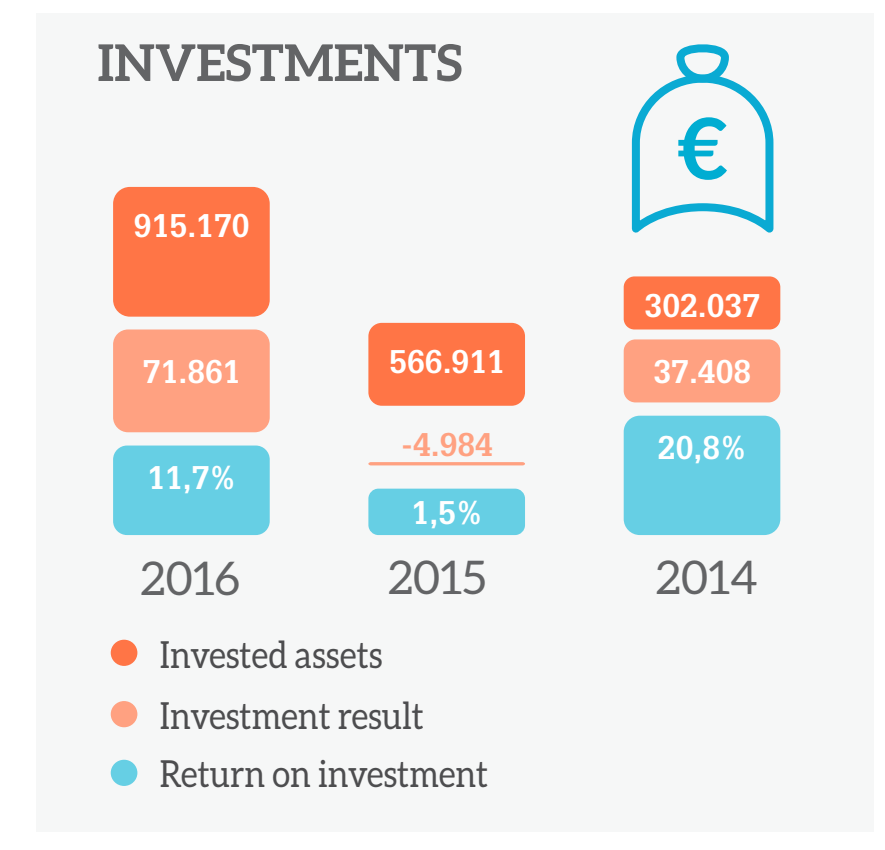 INVESTMENTS
€
915.170
302.037
566.911
71.861
37.408
-4.984
20,8%
11,7%
1,5%
2016 2015 2014
Invested assets
Investment result
Return on investment